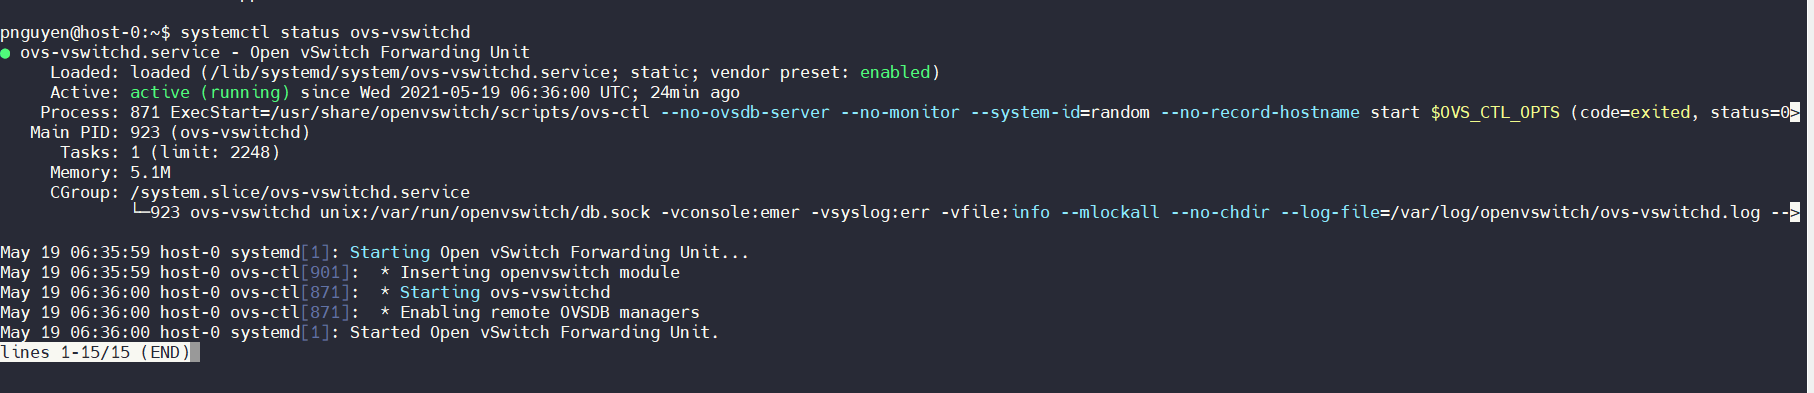 pnguyen@host-0:~$ systemctl status ovs-vswitchd
● ovs-vswitchd.service - Open vSwitch Forwarding Unit
     Loaded: loaded (/lib/systemd/system/ovs-vswitchd.service; static; vendor preset: enabled)
     Active: active (running) since Wed 2021-05-19 06:36:00 UTC; 24min ago
    Process: 871 ExecStart=/usr/share/openvswitch/scripts/ovs-ctl --no-ovsdb-server --no-monitor --system-id=random --no-record-hostname start $OVS_CTL_OPTS (code=exited, status=0>
   Main PID: 923 (ovs-vswitchd)
      Tasks: 1 (limit: 2248)
     Memory: 5.1M
     CGroup: /system.slice/ovs-vswitchd.service
             └─923 ovs-vswitchd unix:/var/run/openvswitch/db.sock -vconsole:emer -vsyslog:err -vfile:info --mlockall --no-chdir --log-file=/var/log/openvswitch/ovs-vswitchd.log -->
May 19 06:35:59 host-0 systemd[1]: Starting Open vSwitch Forwarding Unit...
May 19 06:35:59 host-0 ovs-ctl[901]:  * Inserting openvswitch module
May 19 06:36:00 host-0 ovs-ctl[871]:  * Starting ovs-vswitchd
May 19 06:36:00 host-0 ovs-ctl[871]:  * Enabling remote OVSDB managers
May 19 06:36:00 host-0 systemd[1]: Started Open vSwitch Forwarding Unit.
lines 1-15/15 (END)